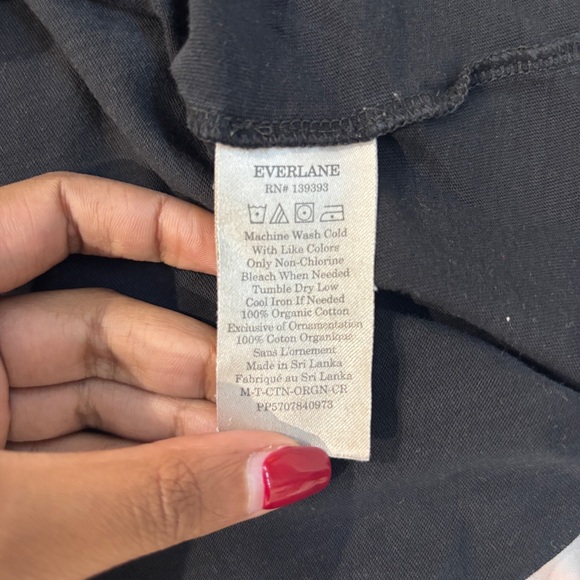 EVERLANE
RN# 139393
Machine Wash Cold
With Like Colors
Only Non-Chlorine
Bleach When Needed
Tumble Dry Low
Cool Iron If Needed
100% Organic Cotton
Exclusive of Ornamentation
100% Coton Organique
Sans L'ornement
Made in Sri Lanka
Fabriqué au Sri Lanka
M-T-CTN-ORGN-CR
PP5707840973